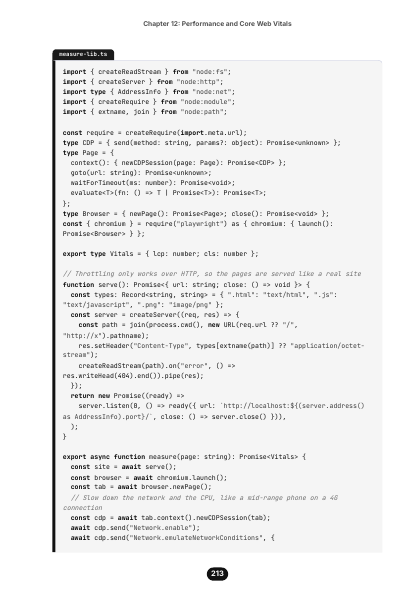 Chapter 12: Performance and Core Web Vitals
measure-lib.ts
import { createReadStream } from "node:fs";
import { createServer } from "node:http";
import type { AddressInfo } from "node:net";
import { createRequire } from "node:module";
import { extname, join } from "node:path";
const require = createRequire(import.meta.url);
type CDP = { send(method: string, params?: object): Promise<unknown> };
type Page = {
context(): { newCDPSession(page: Page): Promise<CDP> };
goto(url: string): Promise<unknown>;
waitForTimeout(ms: number): Promise<void>;
evaluate<T>(fn: () => T | Promise<T>): Promise<T>;
};
type Browser = { newPage(): Promise<Page>; close(): Promise<void> };
const { chromium } = require("playwright") as { chromium: { launch():
Promise<Browser> } };
export type Vitals = { lcp: number; cls: number };
// Throttling only works over HTTP, so the pages are served like a real site
function serve(): Promise<{ url: string; close: () => void }> {
const types: Record<string, string> = { ".html": "text/html", ".js":
"text/javascript", ".png": "image/png" };
const server = createServer((req, res) => {
const path = join(process.cwd(), new URL(req.url ?? "/",
"http://x").pathname);
res.setHeader("Content-Type", types[extname(path)] ?? "application/octet-
stream");
createReadStream(path).on("error", () =>
res.writeHead(404).end()).pipe(res);
});
return new Promise((ready) =>
server.listen(0, () => ready({ url: `http://localhost:${(server.address()
as AddressInfo).port}/`, close: () => server.close() })),
);
}
export async function measure(page: string): Promise<Vitals> {
const site = await serve();
const browser = await chromium.launch();
const tab = await browser.newPage();
// Slow down the network and the CPU, like a mid-range phone on a 4G
connection
const cdp = await tab.context().newCDPSession(tab);
await cdp.send("Network.enable");
await cdp.send("Network.emulateNetworkConditions", {
213